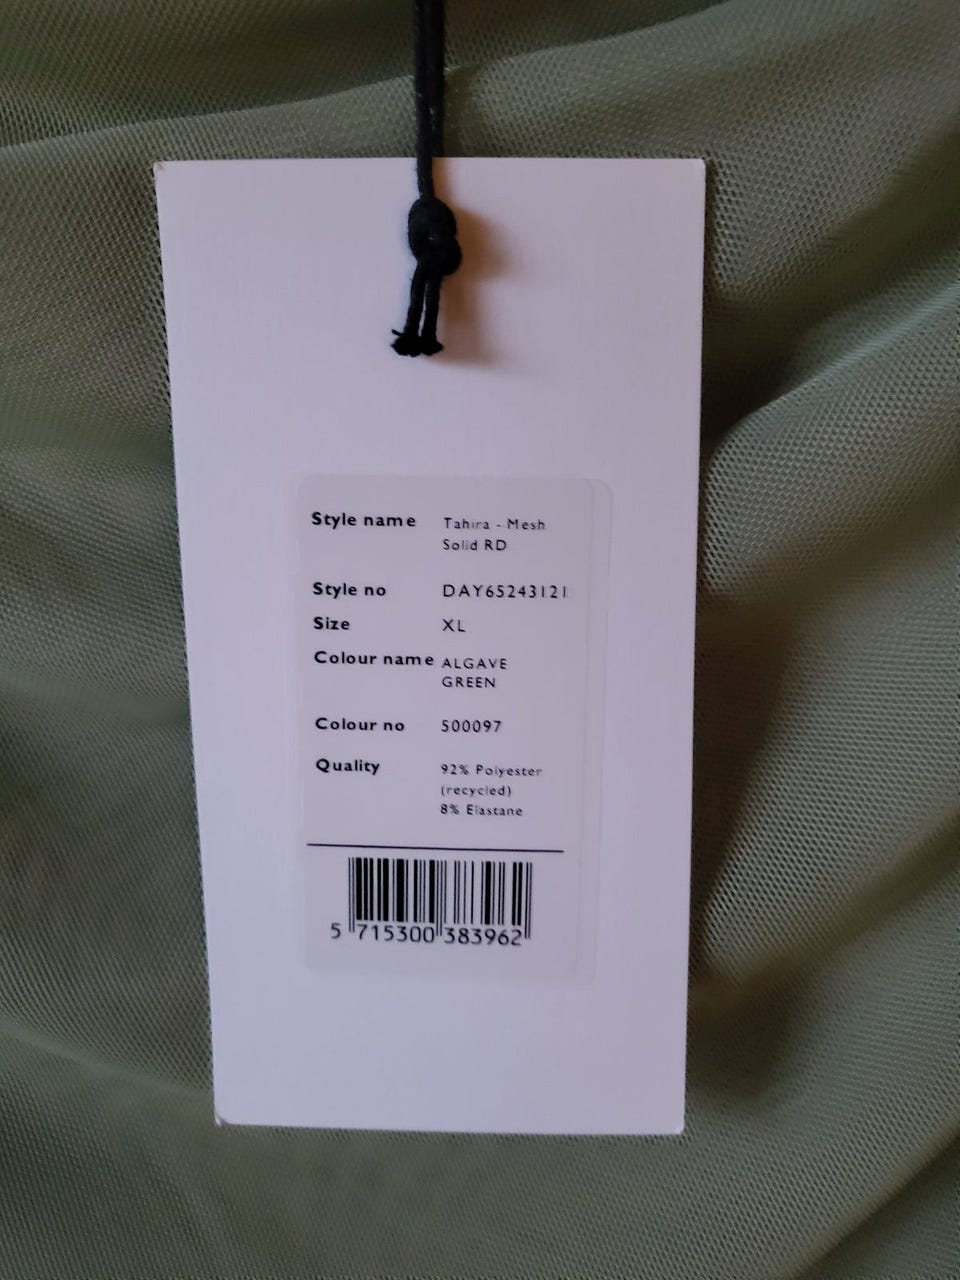 Style name Tahira - Mesh
Solid RD
Style no DAY65243121
Size XL
Colour name ALGAVE
GREEN
Colour no 500097
Quality 92% Polyester
(recycled)
8% Elastane
5 715300 383962